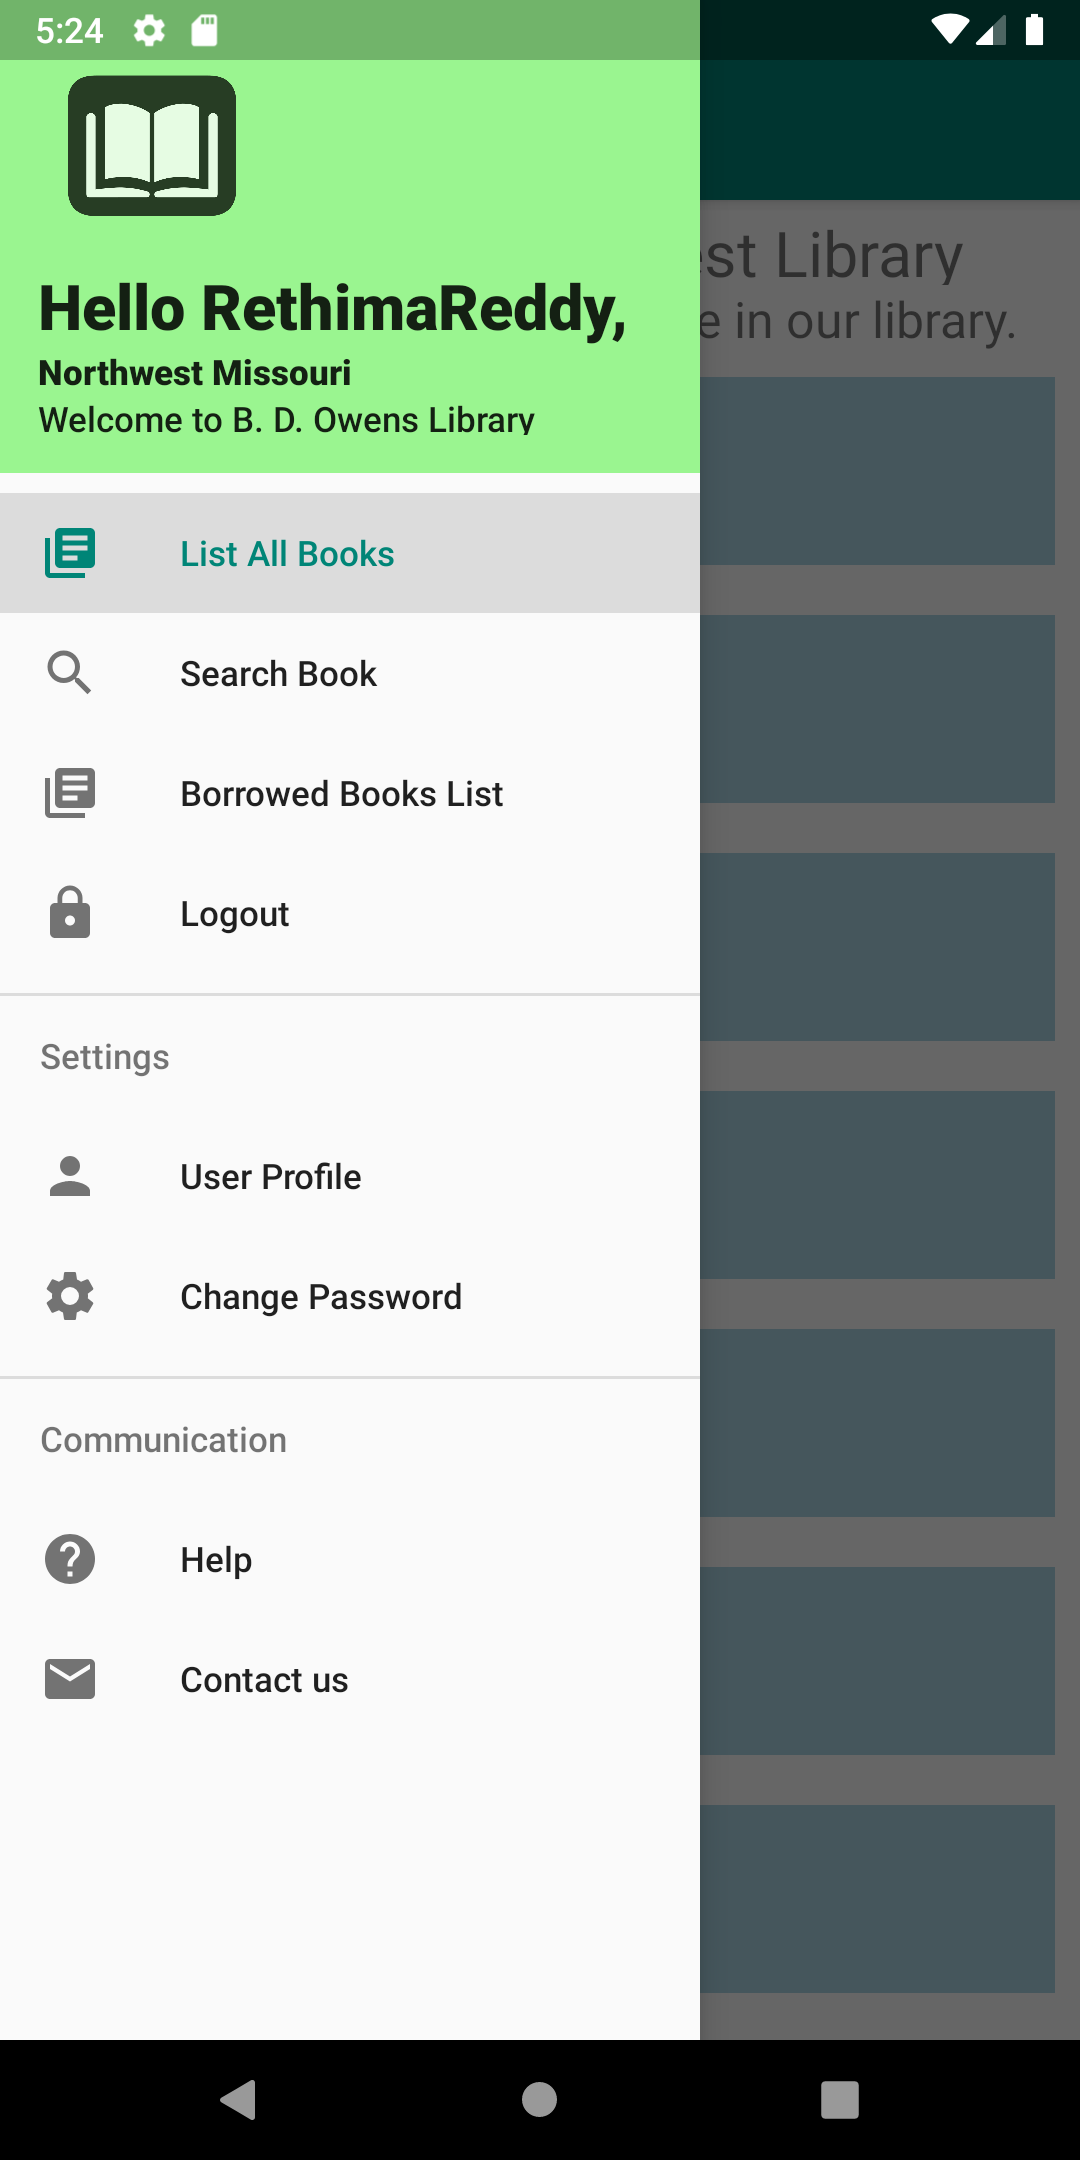 5:24
est Library
e in our library.
Hello RethimaReddy,
Northwest Missouri
Welcome to B. D. Owens Library
List All Books
Search Book
Borrowed Books List
Logout
Settings
User Profile
Change Password
Communication
Help
Contact us